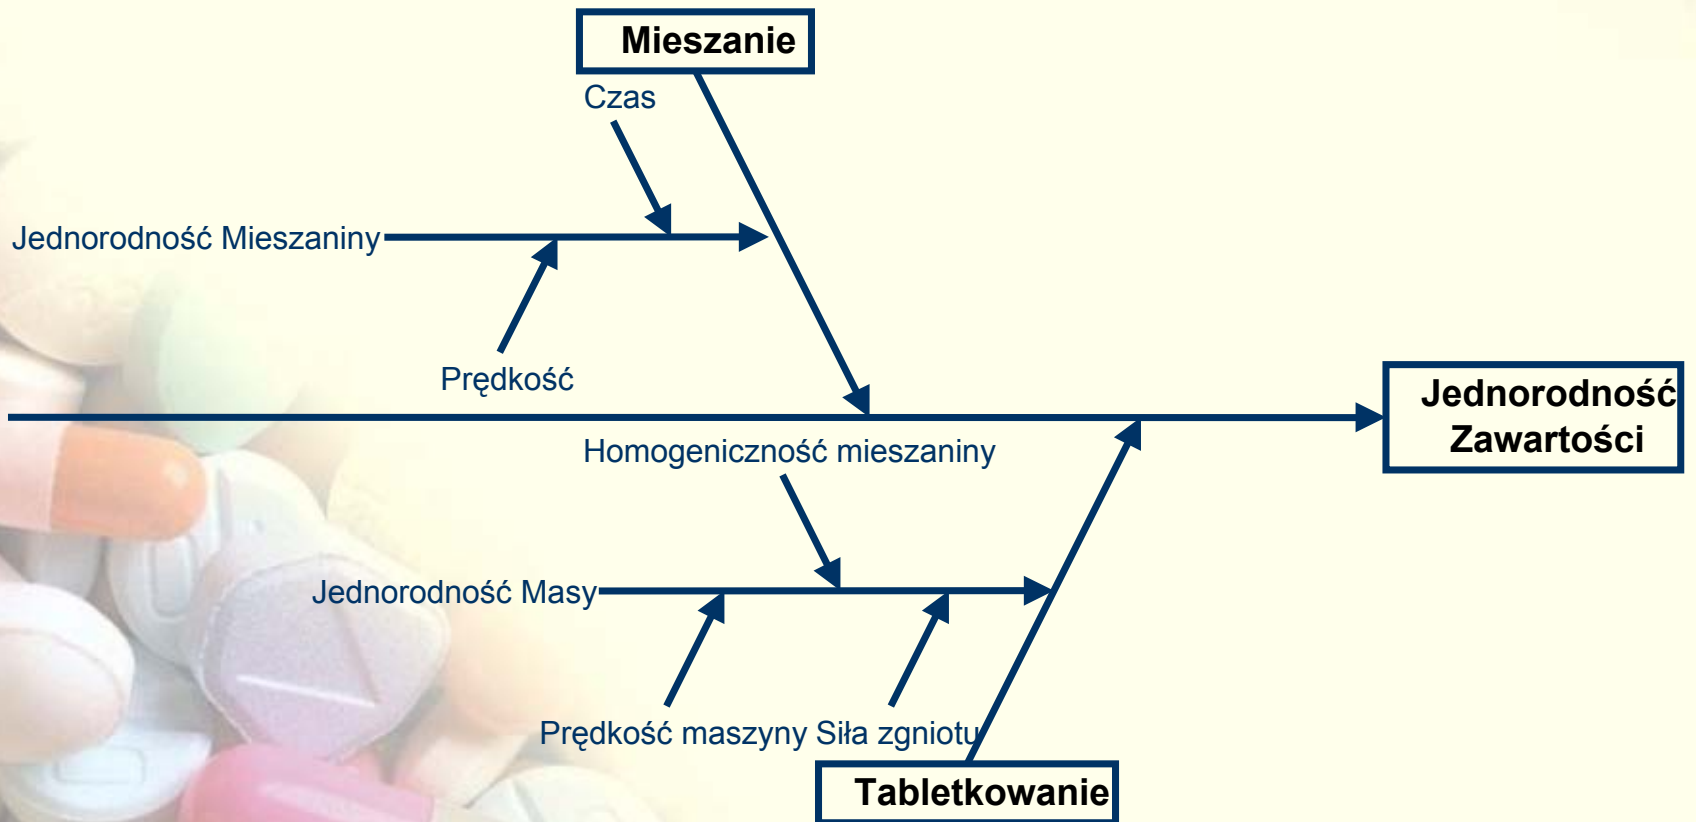 Mieszanie
Czas
Jednorodność Mieszaniny
Prędkość
Jednorodność
Zawartości
Homogeniczność mieszaniny
Jednorodność Masy
Prędkość maszyny Siła zgniotu
Tabletkowanie